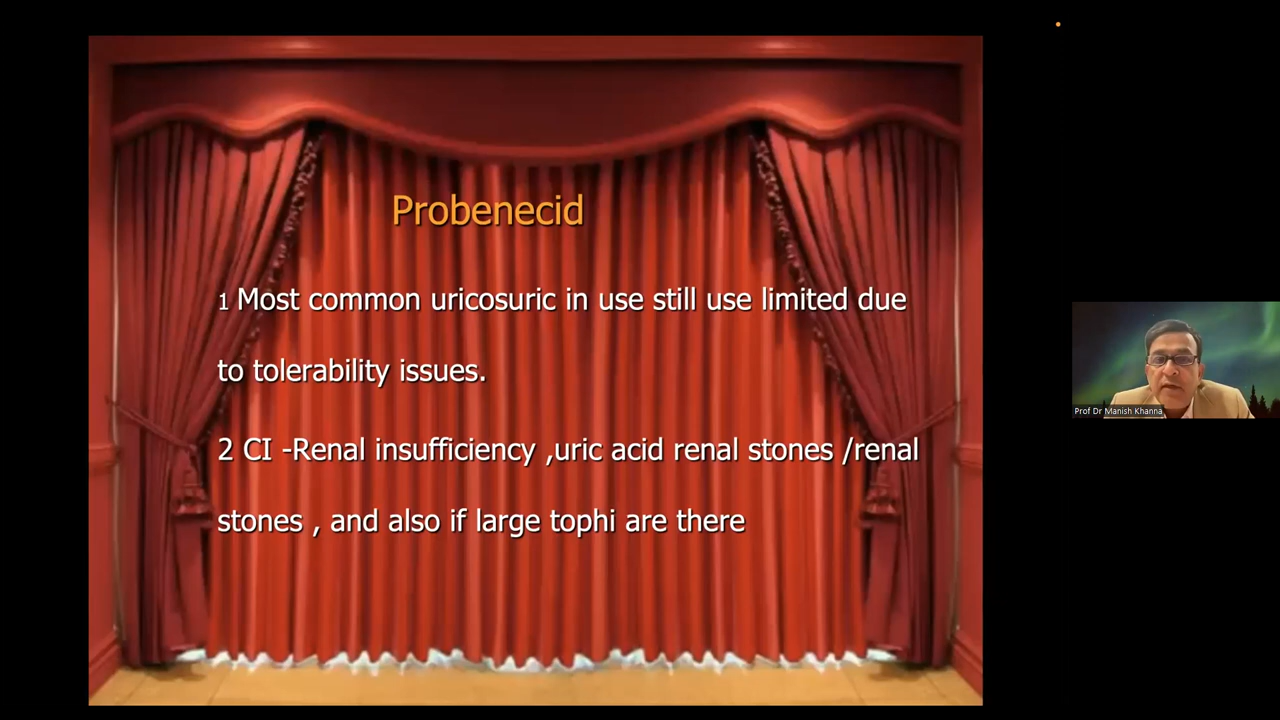 Probenecid
1 Most common uricosuric in use still use limited due
to tolerability issues.
2 CI -Renal insufficiency ,uric acid renal stones /renal
stones , and also if large tophi are there
Prof Dr Manish Khanna